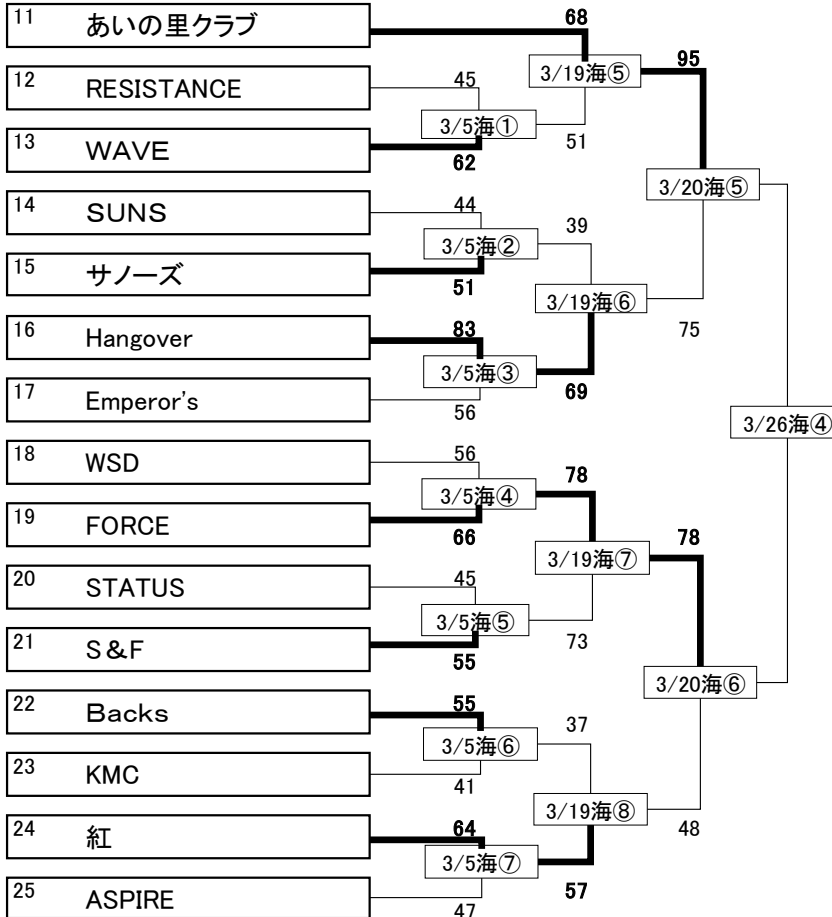 11 あいの里クラブ
68
95
3/19海⑤
12 RESISTANCE
45
3/5海①
51
13 WAVE
62
3/20海⑤
14 SUNS
44
39
3/5海②
15 サノーズ
51
3/19海⑥
75
16 Hangover
83
3/5海③
69
17 Emperor's
56
3/26海④
18 WSD
56
78
3/5海④
19 FORCE
66
78
3/19海⑦
20 STATUS
45
3/5海⑤
73
21 S&F
55
3/20海⑥
22 Backs
55
37
3/5海⑥
23 KMC
41
3/19海⑧
48
24 紅
64
3/5海⑦
57
25 ASPIRE
47